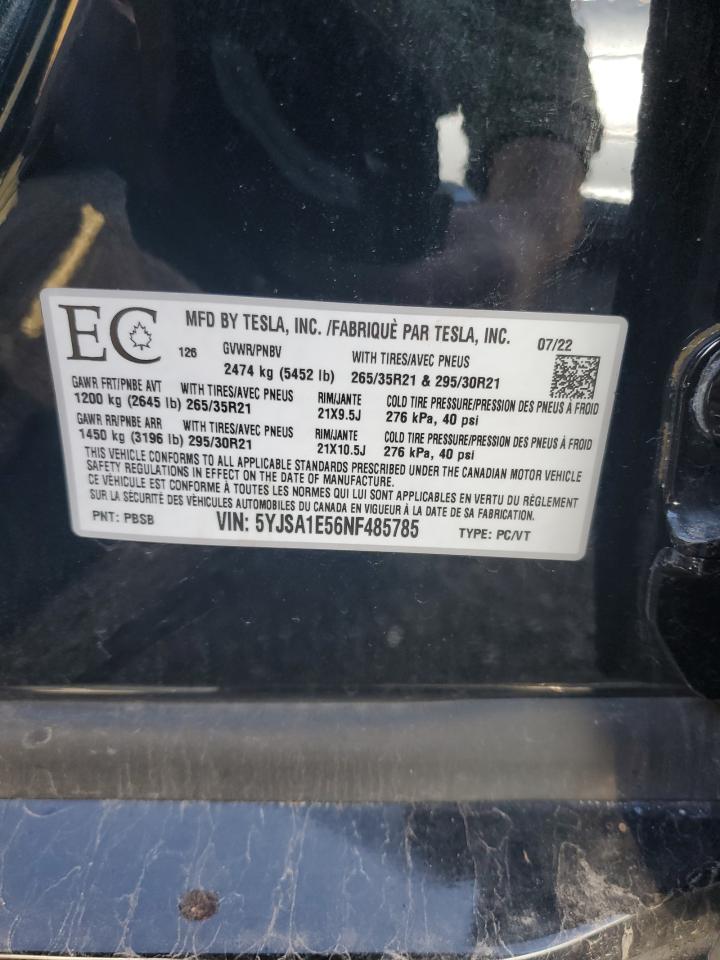 EC
MFD BY TESLA, INC. /FABRIQUÈ PAR TESLA, INC. 07/22
126 GVWR/PNBV WITH TIRES/AVEC PNEUS
2474 kg (5452 lb) 265/35R21 & 295/30R21
GAWR FRT/PNBE AVT WITH TIRES/AVEC PNEUS RIM/JANTE COLD TIRE PRESSURE/PRESSION DES PNEUS À FROID
1200 kg (2645 lb) 265/35R21 21X9.5J 276 kPa, 40 psi
GAWR RR/PNBE ARR WITH TIRES/AVEC PNEUS RIM/JANTE COLD TIRE PRESSURE/PRESSION DES PNEUS À FROID
1450 kg (3196 lb) 295/30R21 21X10.5J 276 kPa, 40 psi
THIS VEHICLE CONFORMS TO ALL APPLICABLE STANDARDS PRESCRIBED UNDER THE CANADIAN MOTOR VEHICLE
SAFETY REGULATIONS IN EFFECT ON THE DATE OF MANUFACTURE.
CE VÉHICULE EST CONFORME À TOUTES LES NORMES QUI LUI SONT APPLICABLES EN VERTU DU RÈGLEMENT
SUR LA SÉCURITÉ DES VÉHICULES AUTOMOBILES DU CANADA EN VIGUEUR À LA DATE DE SA FABRICATION.
PNT: PBSB VIN: 5YJSA1E56NF485785 TYPE: PC/VT